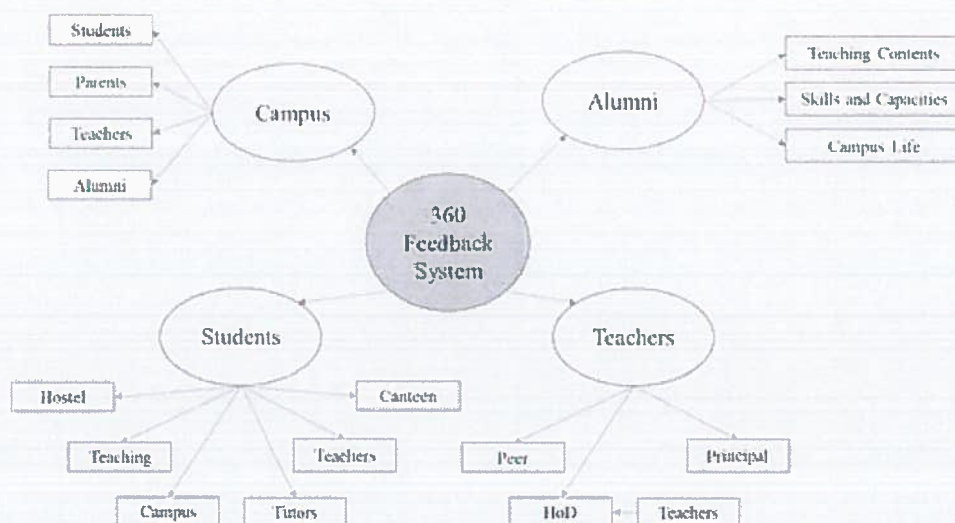 Students
Parents
Teachers
Alumni
Campus
Alumni
Teaching Contents
Skills and Capacities
Campus Life
360
Feedback
System
Students
Teachers
Hostel
Canteen
Teaching
Teachers
Campus
Tutors
Peer
Principal
HoD
Teachers